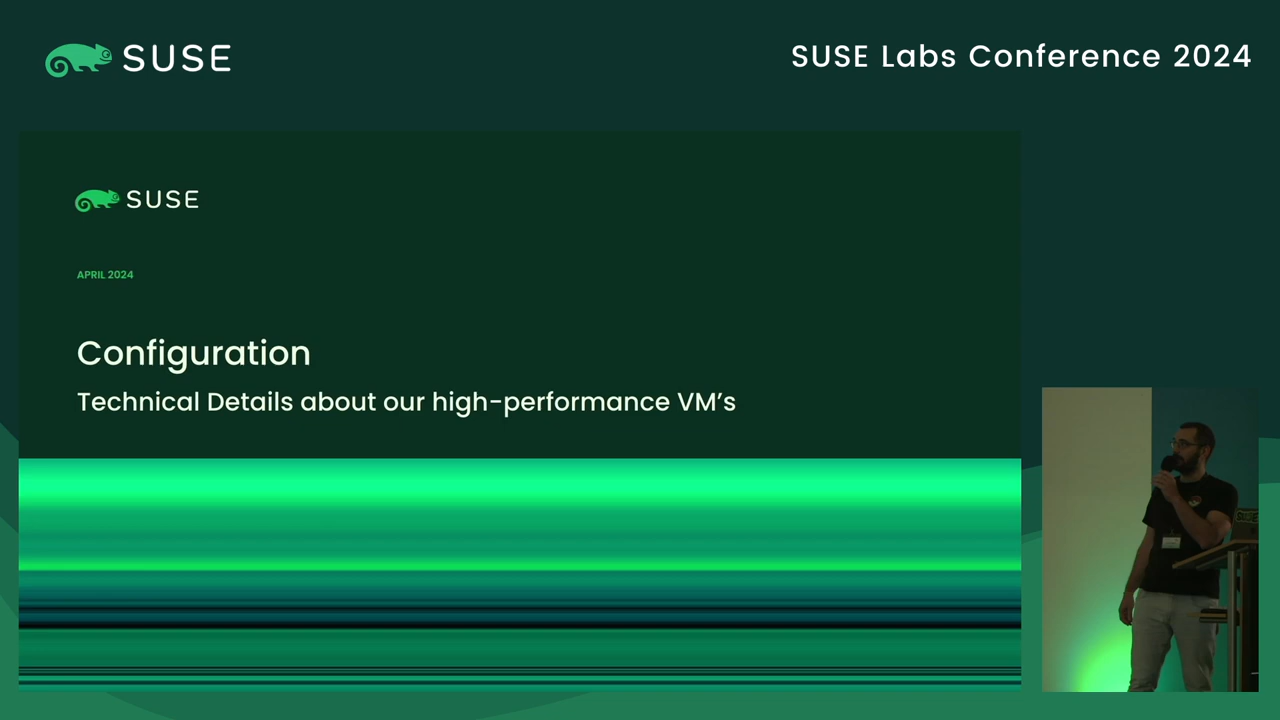 SUSE
SUSE Labs Conference 2024
SUSE
APRIL 2024
Configuration
Technical Details about our high-performance VM’s